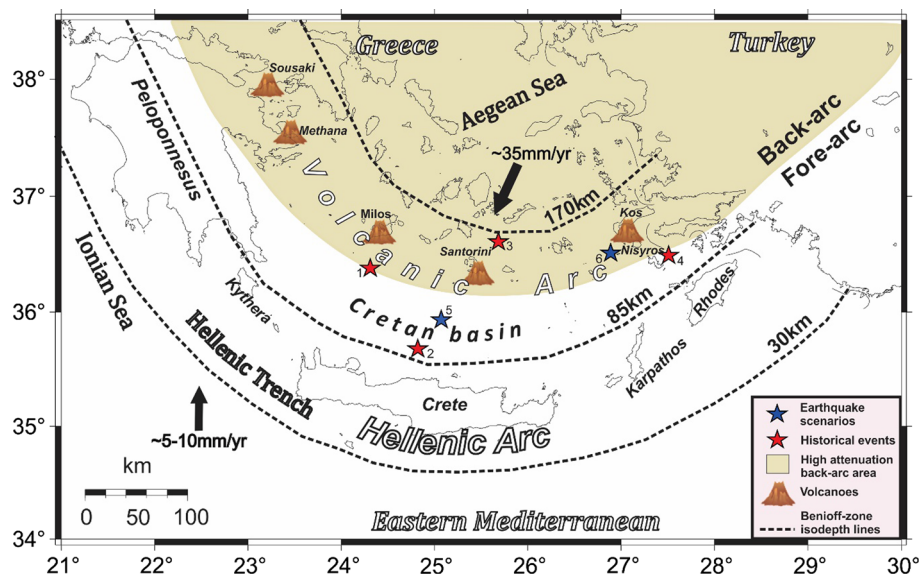 Greece
Turkey
Sousaki
38°
Aegean Sea
Peloponnesus
Methana
Back-arc
~35mm/yr
Fore-arc
37°
Volcanic Arc
170km
Milos
Kos
3
Santorini
6
Nisyros
1
4
Ionian Sea
Kythera
Rhodes
36°
5
85km
Cretan basin
30km
Hellenic Trench
2
Karpathos
Crete
35°
Hellenic Arc
~5-10mm/yr
km
0 50 100
Eastern Mediterranean
34°
21° 22° 23° 24° 25° 26° 27° 28° 29° 30°
Earthquake
scenarios
Historical events
High attenuation
back-arc area
Volcanoes
Benioff-zone
isodepth lines